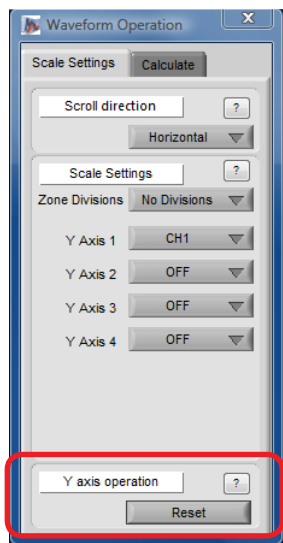 Waveform Operation X
Scale Settings Calculate
Scroll direction ?
Horizontal
Scale Settings ?
Zone Divisions No Divisions
Y Axis 1 CH1
Y Axis 2 OFF
Y Axis 3 OFF
Y Axis 4 OFF
Y axis operation ?
Reset